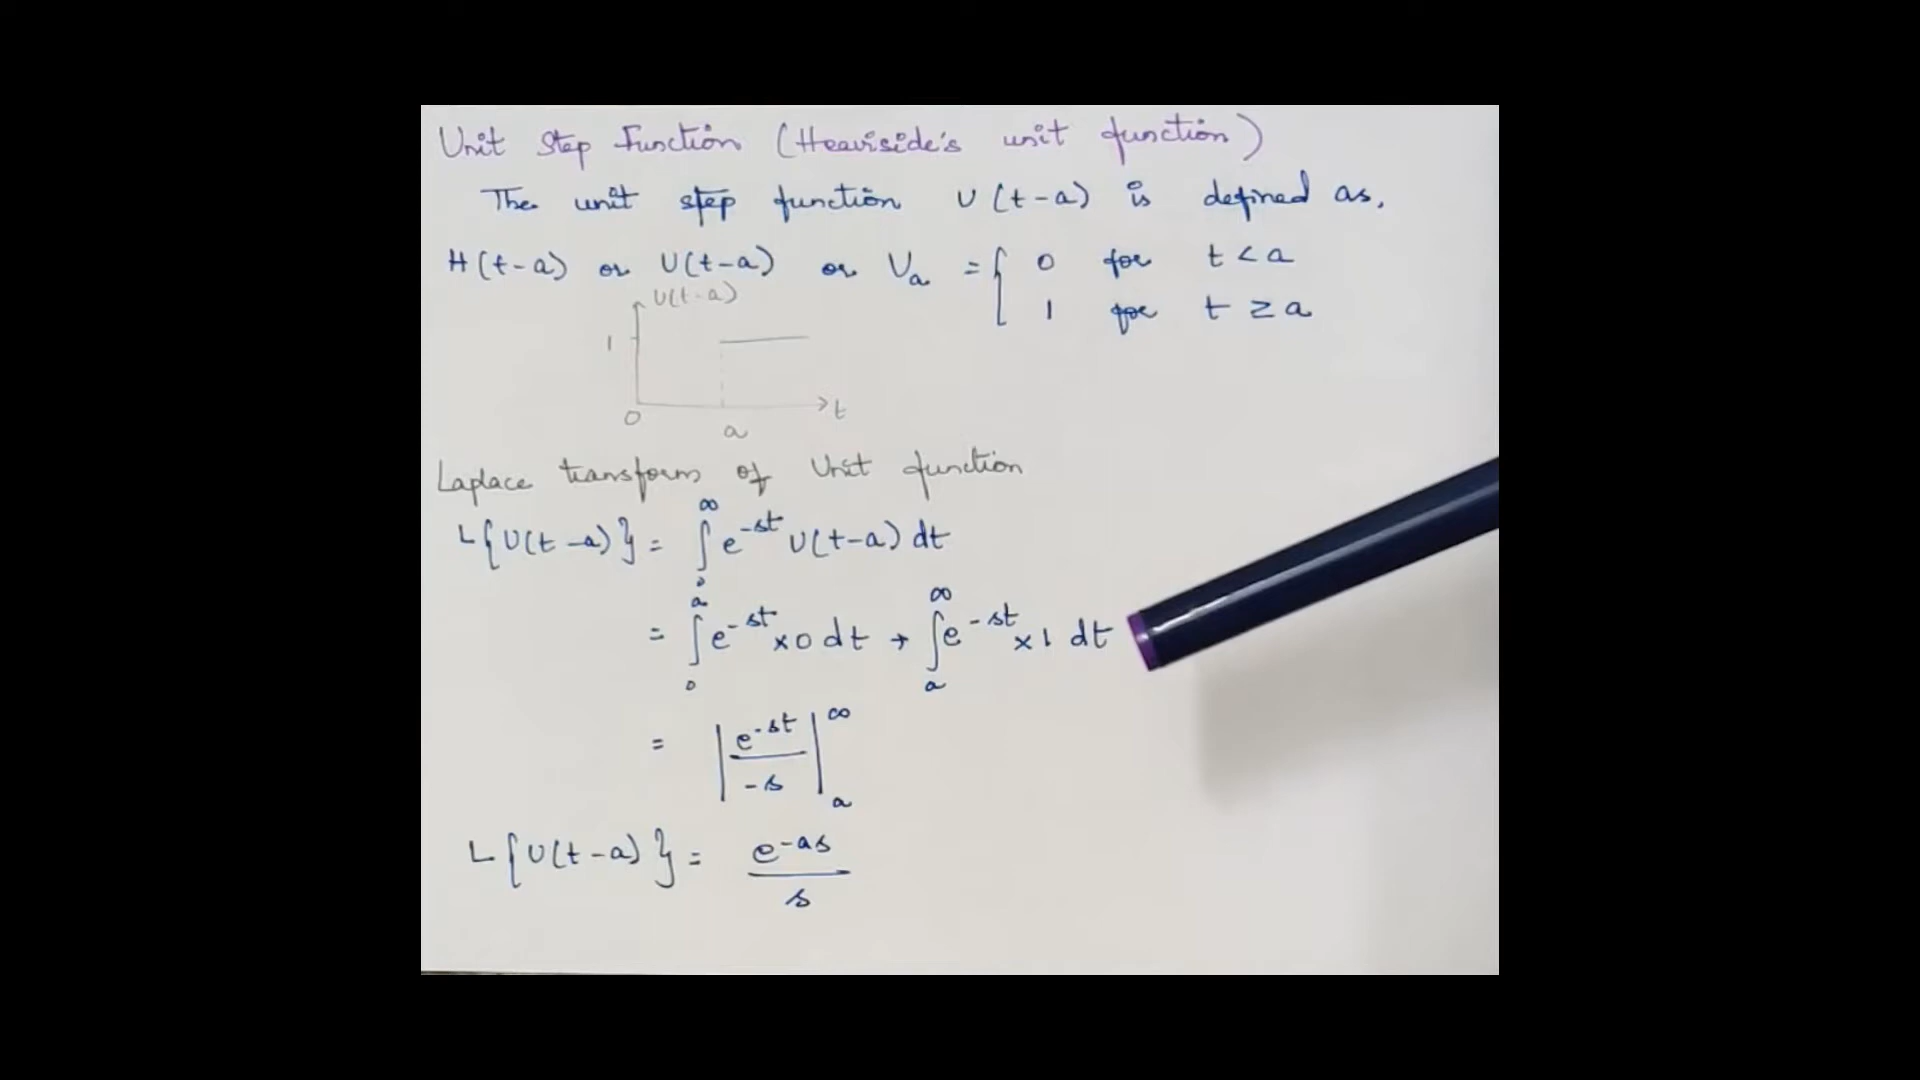 Unit Step Function (Heaviside's unit function)
The unit step function U(t-a) is defined as,
H(t-a) or U(t-a) or Ua = { 0 for t < a
1 for t ≥ a
U(t-a)
1
0 a t
Laplace transform of Unit function
L{U(t-a)} = ∫₀^∞ e^-st U(t-a) dt
= ∫₀^a e^-st × 0 dt + ∫ₐ^∞ e^-st × 1 dt
= | e^-st / -s |ₐ^∞
L{U(t-a)} = e^-as / s